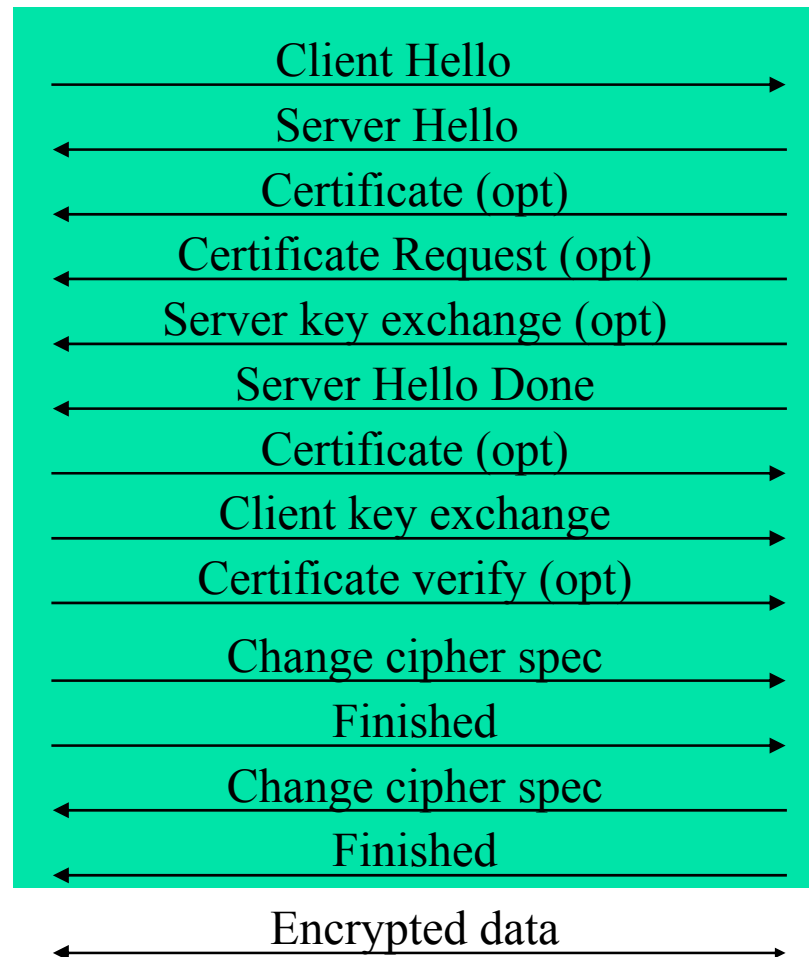 Client Hello
Server Hello
Certificate (opt)
Certificate Request (opt)
Server key exchange (opt)
Server Hello Done
Certificate (opt)
Client key exchange
Certificate verify (opt)
Change cipher spec
Finished
Change cipher spec
Finished
Encrypted data